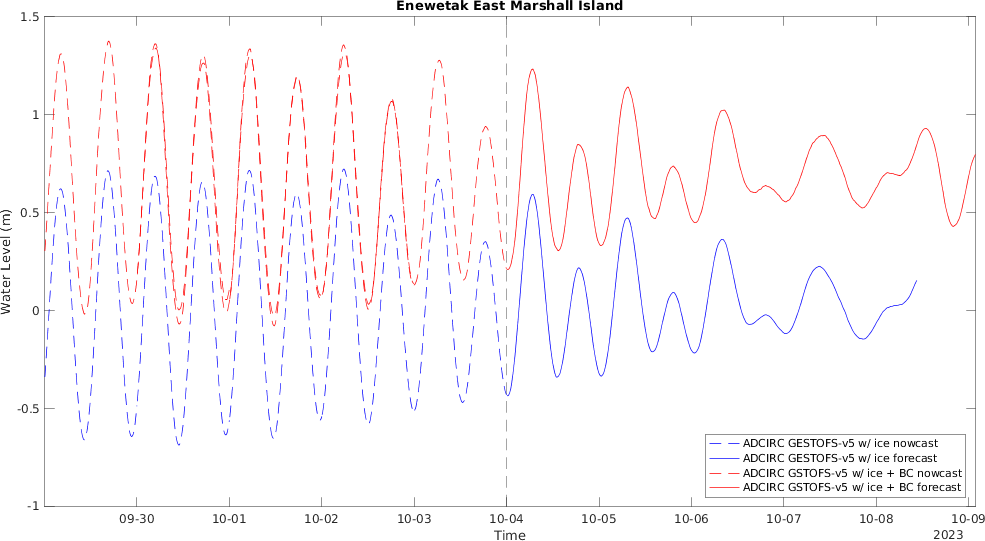 Enewetak East Marshall Island
1.5
1
0.5
0
-0.5
-1
Water Level (m)
09-30
10-01
10-02
10-03
10-04
10-05
10-06
10-07
10-08
10-09
2023
Time
ADCIRC GESTOFS-v5 w/ ice nowcast
ADCIRC GESTOFS-v5 w/ ice forecast
ADCIRC GSTOFS-v5 w/ ice + BC nowcast
ADCIRC GSTOFS-v5 w/ ice + BC forecast